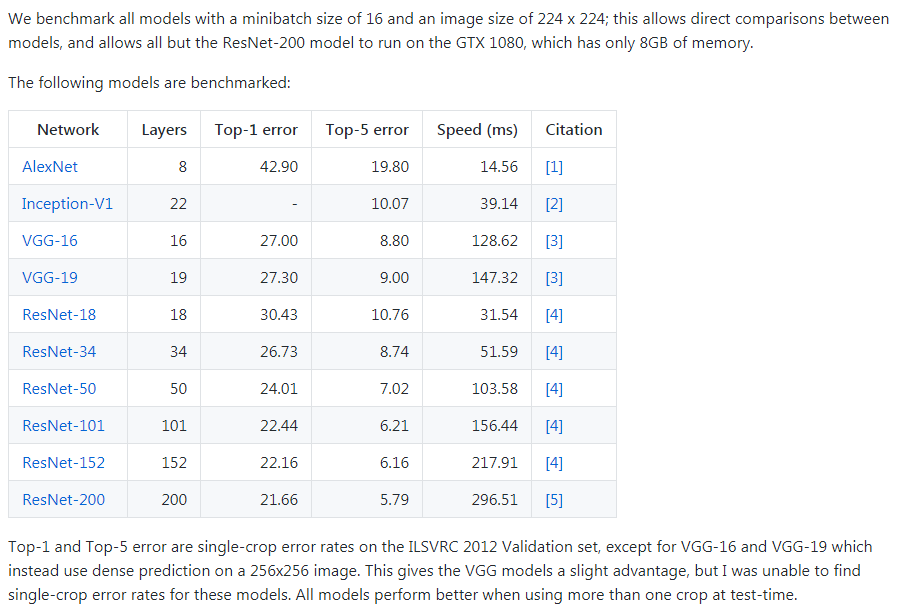 We benchmark all models with a minibatch size of 16 and an image size of 224 x 224; this allows direct comparisons between
models, and allows all but the ResNet-200 model to run on the GTX 1080, which has only 8GB of memory.
The following models are benchmarked:
Network Layers Top-1 error Top-5 error Speed (ms) Citation
AlexNet 8 42.90 19.80 14.56 [1]
Inception-V1 22 - 10.07 39.14 [2]
VGG-16 16 27.00 8.80 128.62 [3]
VGG-19 19 27.30 9.00 147.32 [3]
ResNet-18 18 30.43 10.76 31.54 [4]
ResNet-34 34 26.73 8.74 51.59 [4]
ResNet-50 50 24.01 7.02 103.58 [4]
ResNet-101 101 22.44 6.21 156.44 [4]
ResNet-152 152 22.16 6.16 217.91 [4]
ResNet-200 200 21.66 5.79 296.51 [5]
Top-1 and Top-5 error are single-crop error rates on the ILSVRC 2012 Validation set, except for VGG-16 and VGG-19 which
instead use dense prediction on a 256x256 image. This gives the VGG models a slight advantage, but I was unable to find
single-crop error rates for these models. All models perform better when using more than one crop at test-time.